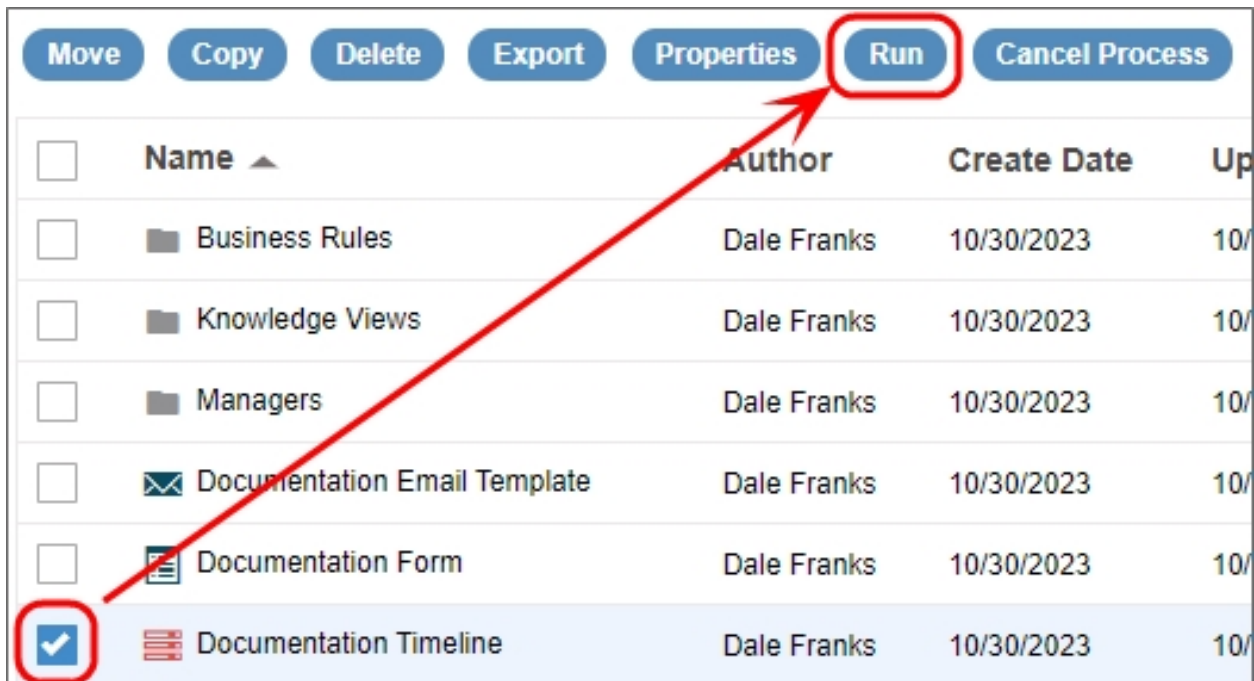 Move Copy Delete Export Properties Run Cancel Process
Name Author Create Date Up
Business Rules Dale Franks 10/30/2023 10/
Knowledge Views Dale Franks 10/30/2023 10/
Managers Dale Franks 10/30/2023 10/
Documentation Email Template Dale Franks 10/30/2023 10/
Documentation Form Dale Franks 10/30/2023 10/
Documentation Timeline Dale Franks 10/30/2023 10/